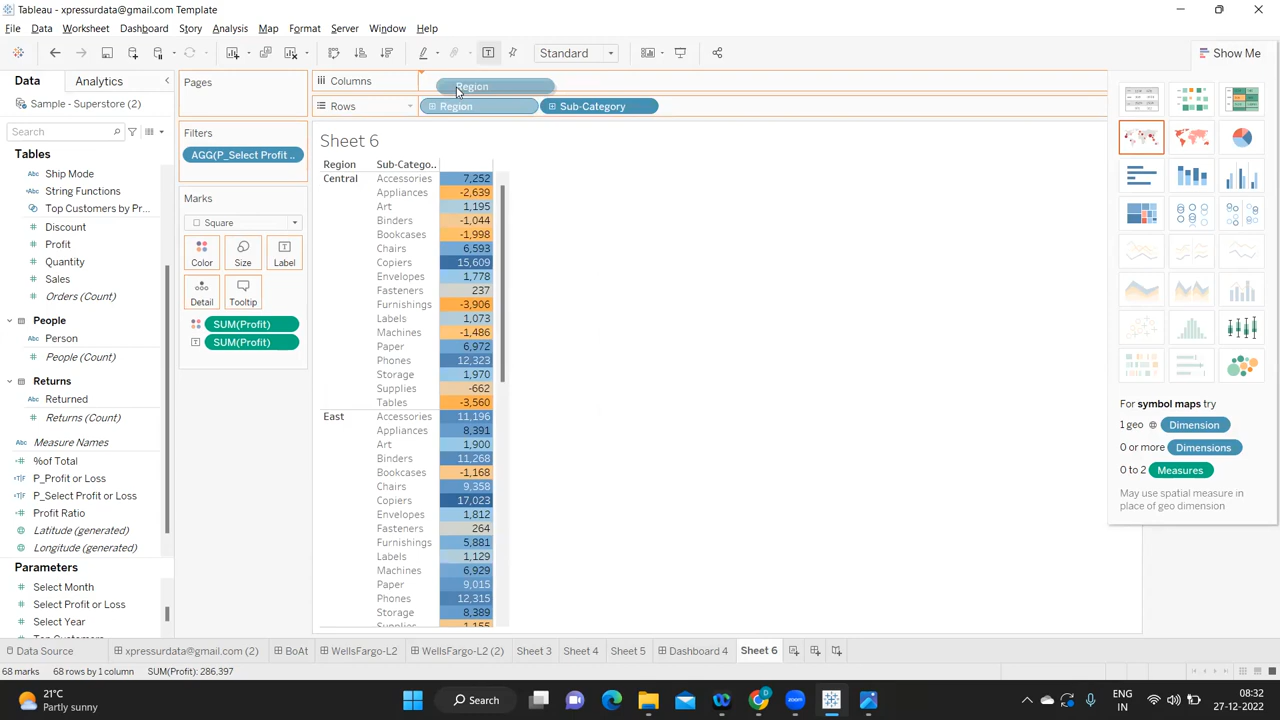 Tableau - xpressurdata@gmail.com Template
File Data Worksheet Dashboard Story Analysis Map Format Server Window Help
Standard
Show Me
Data Analytics
Sample - Superstore (2)
Search
Tables
Ship Mode
String Functions
Top Customers by Pr...
Discount
Profit
Quantity
Sales
Orders (Count)
People
Person
People (Count)
Returns
Returned
Returns (Count)
Measure Names
%of Total
P_Profit or Loss
P_Select Profit or Loss
Profit Ratio
Latitude (generated)
Longitude (generated)
Parameters
Select Month
Select Profit or Loss
Select Year
Pages
Filters
AGG(P_Select Profit ..
Marks
Square
Color Size Label
Detail Tooltip
SUM(Profit)
SUM(Profit)
Columns
Region
Rows
Region Sub-Category
Sheet 6
Region Sub-Catego..
Central Accessories 7,252
Appliances -2,639
Art 1,195
Binders -1,044
Bookcases -1,998
Chairs 6,593
Copiers 15,609
Envelopes 1,778
Fasteners 237
Furnishings -3,906
Labels 1,073
Machines -1,486
Paper 6,972
Phones 12,323
Storage 1,970
Supplies -662
Tables -3,560
East Accessories 11,196
Appliances 8,391
Art 1,900
Binders 11,268
Bookcases -1,168
Chairs 9,358
Copiers 17,023
Envelopes 1,812
Fasteners 264
Furnishings 5,881
Labels 1,129
Machines 6,929
Paper 9,015
Phones 12,315
Storage 8,389
Supplies 1,155
For symbol maps try
1 geo Dimension
0 or more Dimensions
0 to 2 Measures
May use spatial measure in
place of geo dimension
Data Source xpressurdata@gmail.com (2) BoAt WellsFargo-L2 WellsFargo-L2 (2) Sheet 3 Sheet 4 Sheet 5 Dashboard 4 Sheet 6
68 marks 68 rows by 1 column SUM(Profit): 286,397
21°C
Partly sunny
Search
ENG
IN
08:32
27-12-2022